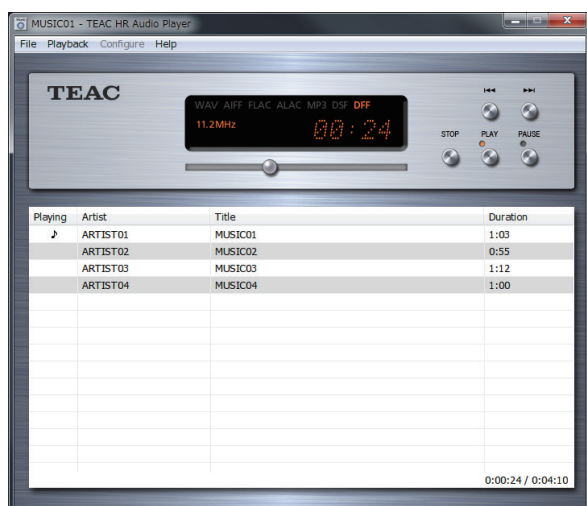 MUSIC01 - TEAC HR Audio Player
File Playback Configure Help
TEAC
WAV AIFF FLAC ALAC MP3 DSF DFF
11.2MHz 00:24
STOP PLAY PAUSE
Playing Artist Title Duration
ARTIST01 MUSIC01 1:03
ARTIST02 MUSIC02 0:55
ARTIST03 MUSIC03 1:12
ARTIST04 MUSIC04 1:00
0:00:24 / 0:04:10